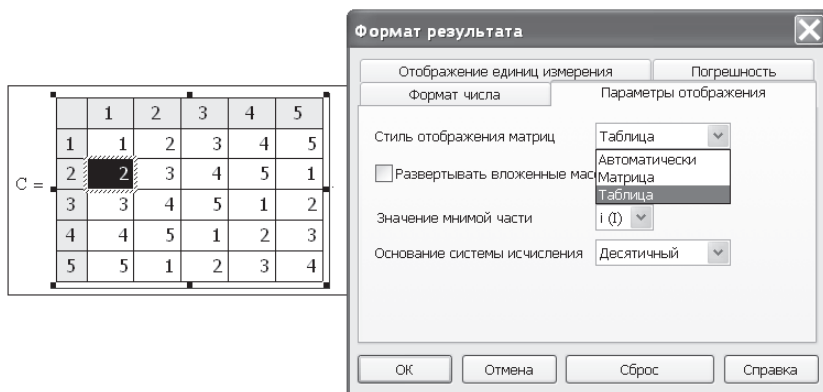 C =
1 2 3 4 5
1 1 2 3 4 5
2 2 3 4 5 1
3 3 4 5 1 2
4 4 5 1 2 3
5 5 1 2 3 4
Формат результата
Отображение единиц измерения Погрешность
Формат числа Параметры отображения
Стиль отображения матриц Таблица
Автоматически
Развертывать вложенные мас Матрица
Таблица
Значение мнимой части i (I)
Основание системы исчисления Десятичный
ОК Отмена Сброс Справка